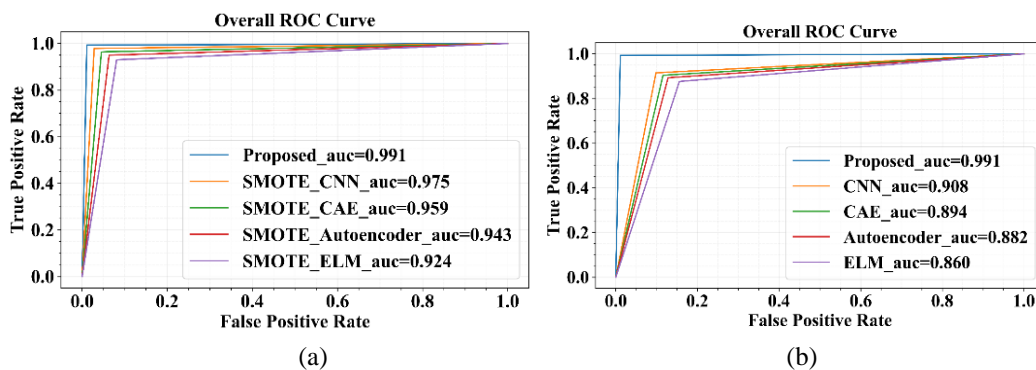 Overall ROC Curve
True Positive Rate
1.0
0.8
0.6
0.4
0.2
0.0
Proposed_auc=0.991
SMOTE_CNN_auc=0.975
SMOTE_CAE_auc=0.959
SMOTE_Autoencoder_auc=0.943
SMOTE_ELM_auc=0.924
0.0 0.2 0.4 0.6 0.8 1.0
False Positive Rate
(a)
Overall ROC Curve
True Positive Rate
1.0
0.8
0.6
0.4
0.2
0.0
Proposed_auc=0.991
CNN_auc=0.908
CAE_auc=0.894
Autoencoder_auc=0.882
ELM_auc=0.860
0.0 0.2 0.4 0.6 0.8 1.0
False Positive Rate
(b)